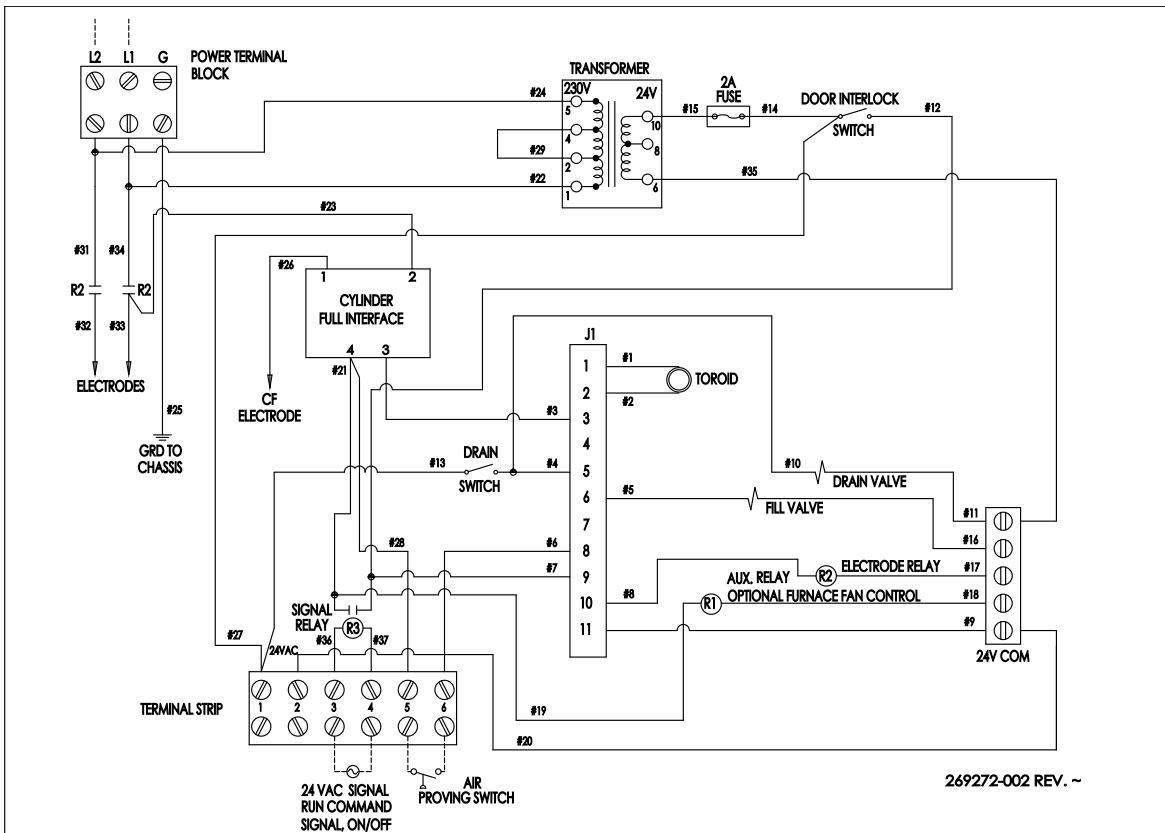 L2 L1 G
POWER TERMINAL
BLOCK
TRANSFORMER
230V 24V
5
4
2
1
10
8
6
#24
#29
#22
#15
2A
FUSE
#14
DOOR INTERLOCK
SWITCH
#12
#35
#23
#31
#34
R2
R2
#32
#33
ELECTRODES
#25
GRD TO
CHASSIS
#26
1 2
CYLINDER
FULL INTERFACE
4 3
#21
CF
ELECTRODE
J1
1
2
3
4
5
6
7
8
9
10
11
#1
#2
TOROID
#3
#13
DRAIN
SWITCH
#4
#10
DRAIN VALVE
#5
FILL VALVE
#11
#16
#28
#6
#7
ELECTRODE RELAY
#17
R2
AUX. RELAY
OPTIONAL FURNACE FAN CONTROL
#18
#8
R1
#9
24V COM
SIGNAL
RELAY
R3
#36
#37
#27
24VAC
TERMINAL STRIP
1 2 3 4 5 6
#19
#20
24 VAC SIGNAL
RUN COMMAND
SIGNAL, ON/OFF
AIR
PROVING SWITCH
269272-002 REV. ~